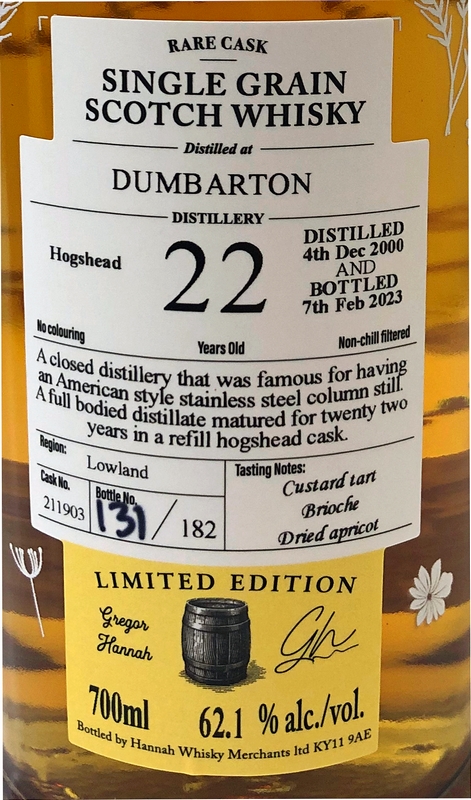 RARE CASK
SINGLE GRAIN
SCOTCH WHISKY
Distilled at
DUMBARTON
DISTILLERY
Hogshead
22
DISTILLED
4th Dec 2000
AND
BOTTLED
7th Feb 2023
No colouring
Years Old
Non-chill filtered
A closed distillery that was famous for having
an American style stainless steel column still.
A full bodied distillate matured for twenty two
years in a refill hogshead cask.
Region:
Lowland
Cask No.
211903
Bottle No.
131 / 182
Tasting Notes:
Custard tart
Brioche
Dried apricot
LIMITED EDITION
Gregor
Hannah
Gh
700ml
62.1 % alc./vol.
Bottled by Hannah Whisky Merchants ltd KY11 9AE